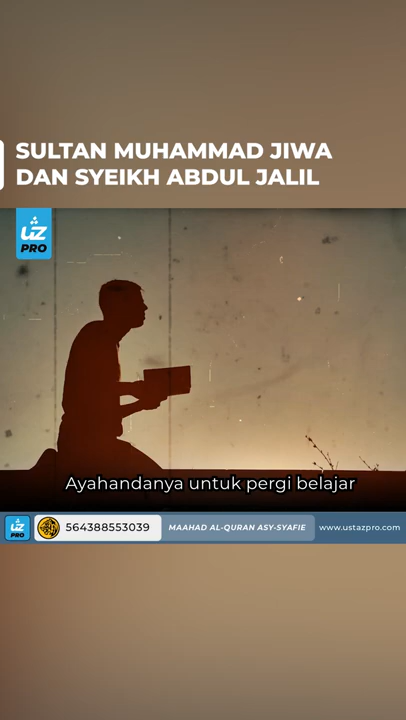 SULTAN MUHAMMAD JIWA
DAN SYEIKH ABDUL JALIL
UZ
PRO
Ayahandanya untuk pergi belajar
UZ
PRO
564388553039
MAAHAD AL-QURAN ASY-SYAFIE
www.ustazpro.com